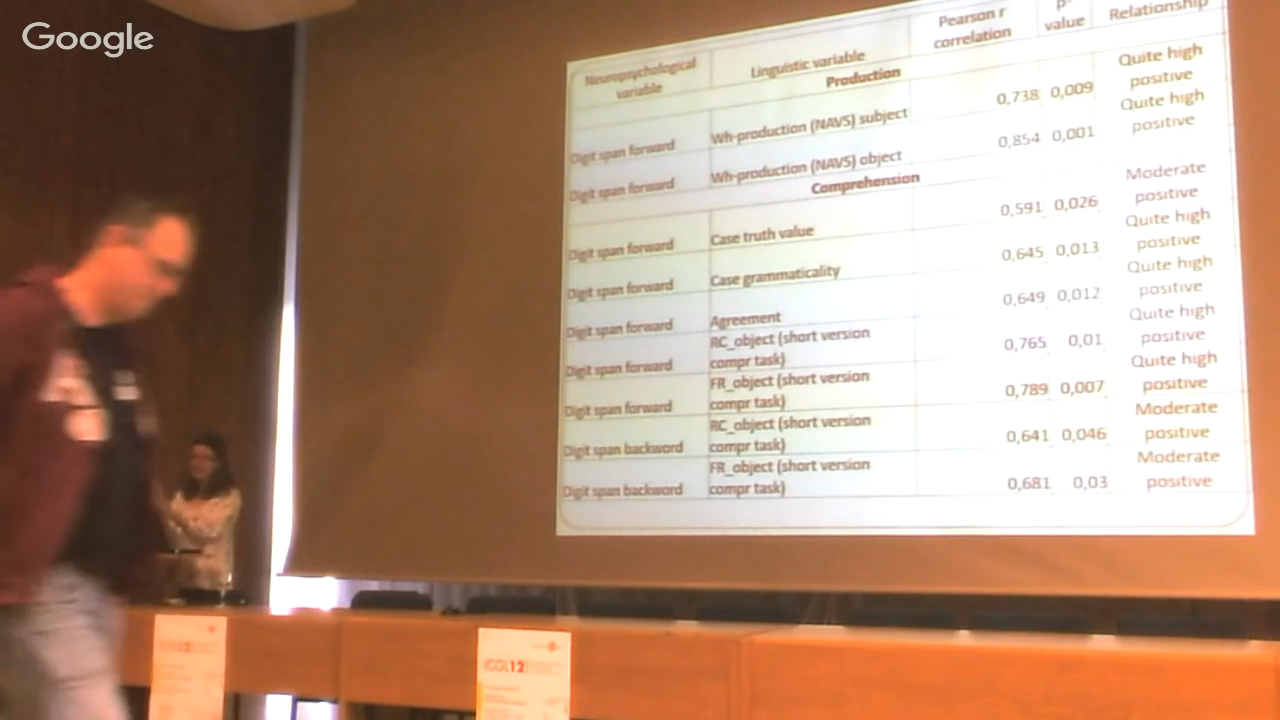 Google
Neuropsychological variable
Linguistic variable
Pearson r correlation
p- value
Relationship
Production
Digit span forward
Wh-production (NAVS) subject
0,738
0,009
Quite high positive
Digit span forward
Wh-production (NAVS) object
0,854
0,001
Quite high positive
Comprehension
Digit span forward
Case truth value
0,591
0,026
Moderate positive
Digit span forward
Case grammaticality
0,645
0,013
Quite high positive
Digit span forward
Agreement
0,649
0,012
Quite high positive
Digit span forward
RC_object (short version compr task)
0,765
0,01
Quite high positive
Digit span forward
FR_object (short version compr task)
0,789
0,007
Quite high positive
Digit span backword
RC_object (short version compr task)
0,641
0,046
Moderate positive
Digit span backword
FR_object (short version compr task)
0,681
0,03
Moderate positive
ICGL12
ICGL12